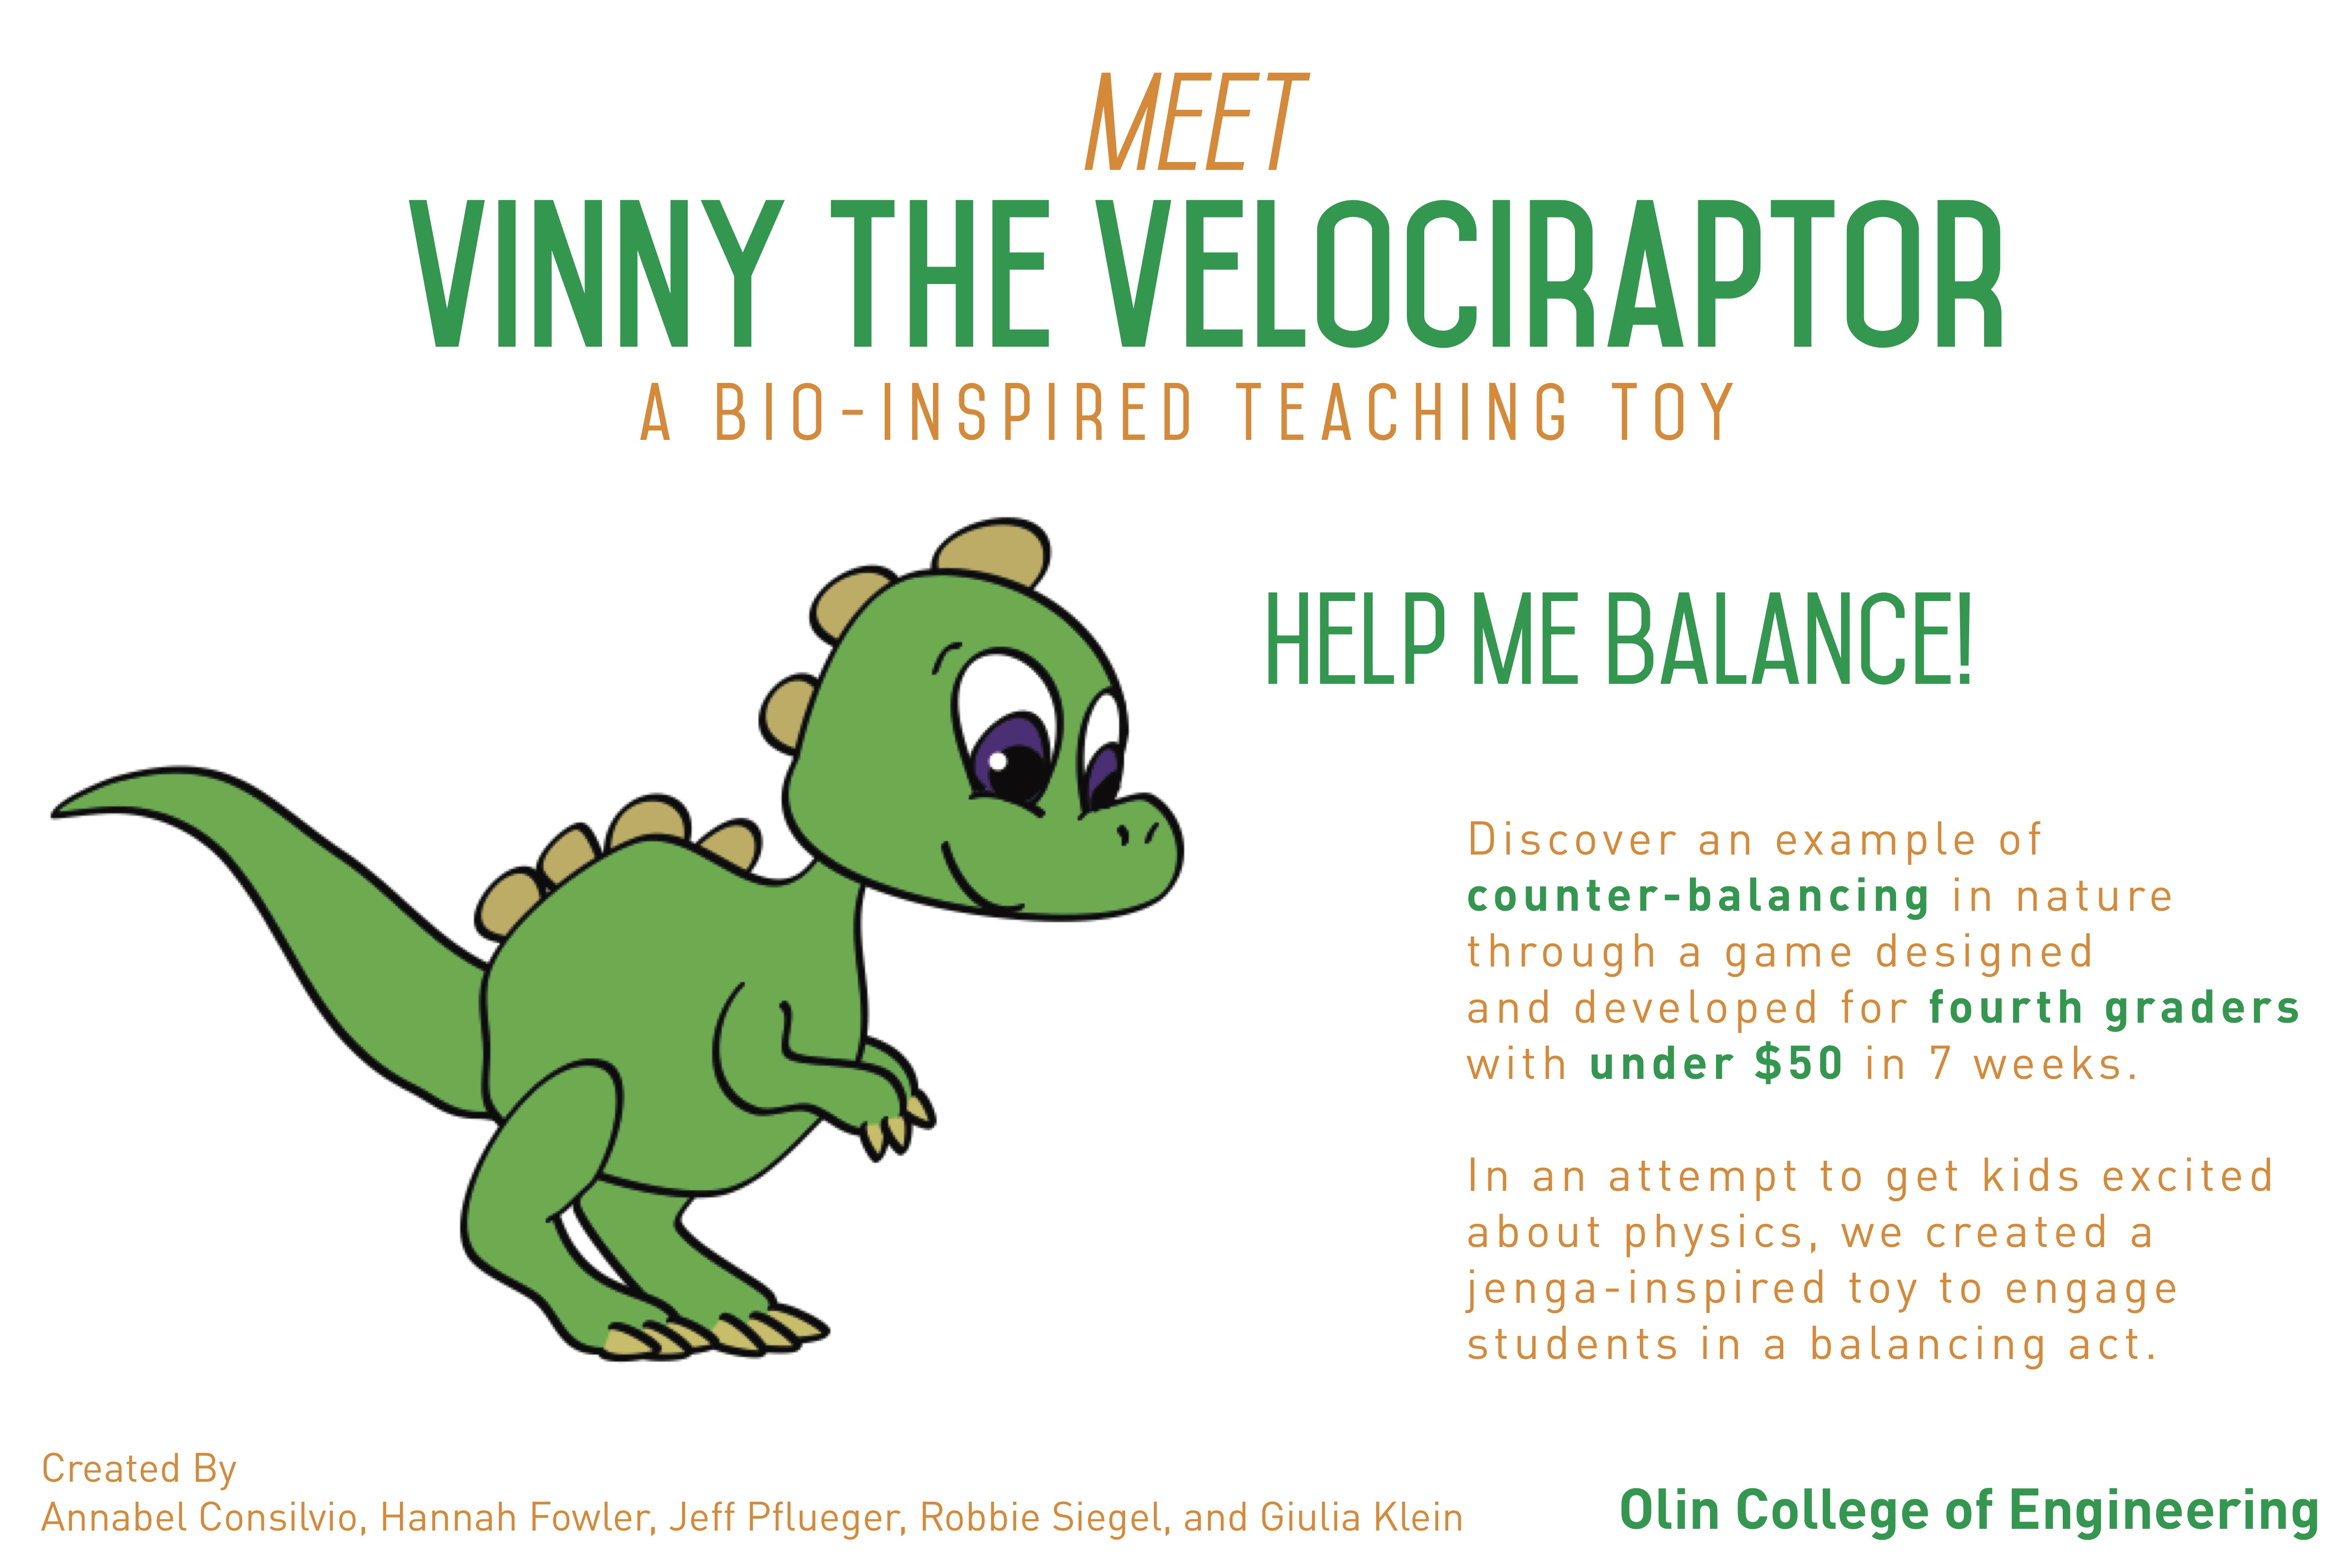 MEET
VINNY THE VELOCIRAPTOR
A BIO-INSPIRED TEACHING TOY
HELP ME BALANCE!
Discover an example of
counter-balancing in nature
through a game designed
and developed for fourth graders
with under $50 in 7 weeks.
In an attempt to get kids excited
about physics, we created a
jenga-inspired toy to engage
students in a balancing act.
Created By
Annabel Consilvio, Hannah Fowler, Jeff Pflueger, Robbie Siegel, and Giulia Klein
Olin College of Engineering